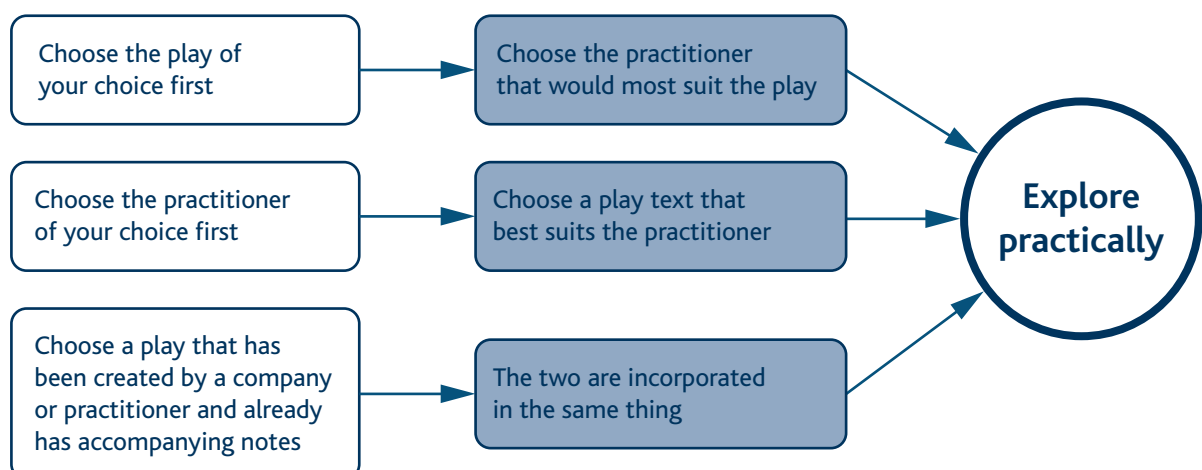 Choose the play of
your choice first
Choose the practitioner
that would most suit the play
Choose the practitioner
of your choice first
Choose a play text that
best suits the practitioner
Explore
practically
Choose a play that has
been created by a company
or practitioner and already
has accompanying notes
The two are incorporated
in the same thing